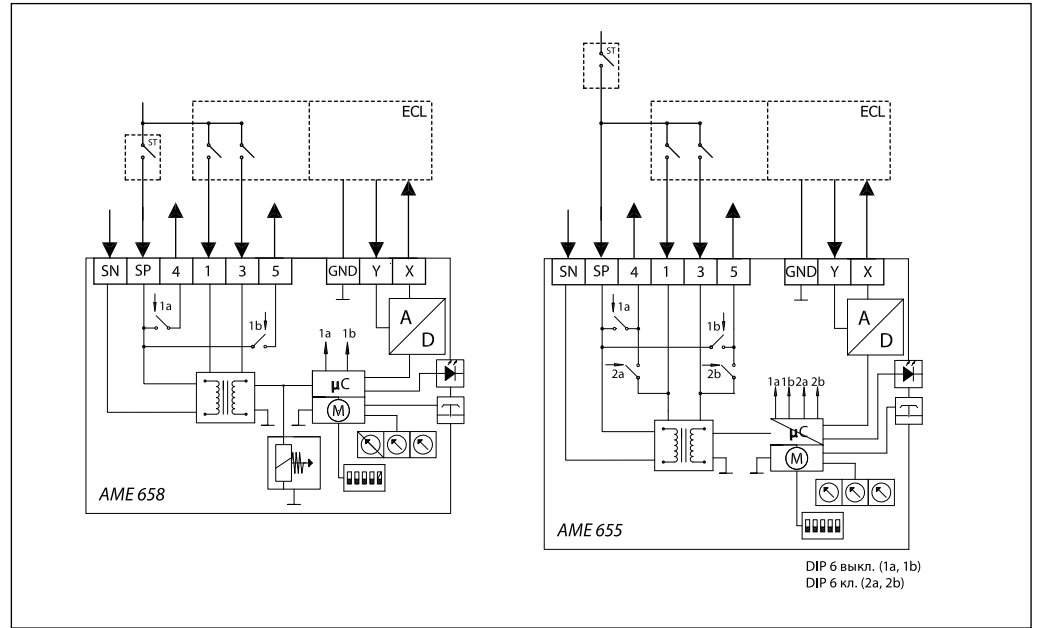 ST
ECL
SN SP 4 1 3 5 GND Y X
1a
1b
1a 1b
A
D
µC
M
AME 658
ST
ECL
SN SP 4 1 3 5 GND Y X
1a
1b
2a
2b
1a 1b 2a 2b
A
D
µC
M
AME 655
DIP 6 выкл. (1a, 1b)
DIP 6 кл. (2a, 2b)